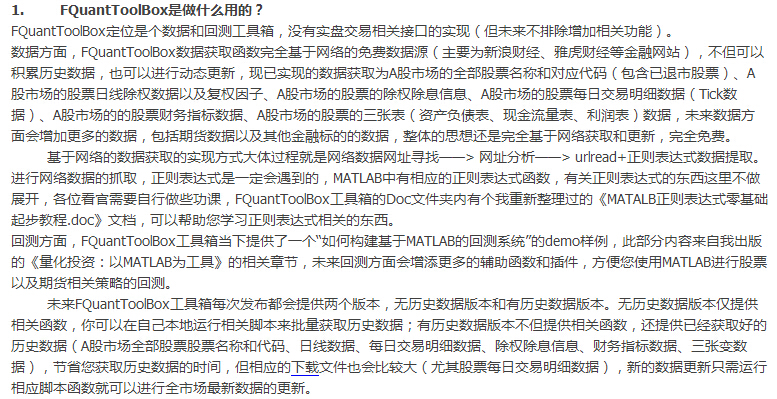 1. FQuantToolBox是做什么用的？
FQuantToolBox定位是个数据和回测工具箱，没有实盘交易相关接口的实现（但未来不排除增加相关功能）。
数据方面，FQuantToolBox数据获取函数完全基于网络的免费数据源（主要为新浪财经、雅虎财经等金融网站），不但可以
积累历史数据，也可以进行动态更新，现已实现的数据获取为A股市场的全部股票名称和对应代码（包含已退市股票）、A
股市场的股票日线除权数据以及复权因子、A股市场的股票的除权除息信息、A股市场的股票每日交易明细数据（Tick数
据）、A股市场的的股票财务指标数据、A股市场的股票的三张表（资产负债表、现金流量表、利润表）数据，未来数据方
面会增加更多的数据，包括期货数据以及其他金融标的的数据，整体的思想还是完全基于网络获取和更新，完全免费。
基于网络的数据获取的实现方式大体过程就是网络数据网址寻找——> 网址分析——> urlread+正则表达式数据提取。
进行网络数据的抓取，正则表达式是一定会遇到的，MATLAB中有相应的正则表达式函数，有关正则表达式的东西这里不做
展开，各位看官需要自行做些功课，FQuantToolBox工具箱的Doc文件夹内有个我重新整理过的《MATALB正则表达式零基础
起步教程.doc》文档，可以帮助您学习正则表达式相关的东西。
回测方面，FQuantToolBox工具箱当下提供了一个“如何构建基于MATLAB的回测系统”的demo样例，此部分内容来自我出版
的《量化投资：以MATLAB为工具》的相关章节，未来回测方面会增添更多的辅助函数和插件，方便您使用MATLAB进行股票
以及期货相关策略的回测。
未来FQuantToolBox工具箱每次发布都会提供两个版本，无历史数据版本和有历史数据版本。无历史数据版本仅提供
相关函数，你可以在自己本地运行相关脚本来批量获取历史数据；有历史数据版本不但提供相关函数，还提供已经获取好的
历史数据（A股市场全部股票股票名称和代码、日线数据、每日交易明细数据、除权除息信息、财务指标数据、三张变数
据），节省您获取历史数据的时间，但相应的下载文件也会比较大（尤其股票每日交易明细数据），新的数据更新只需运行
相应脚本函数就可以进行全市场最新数据的更新。